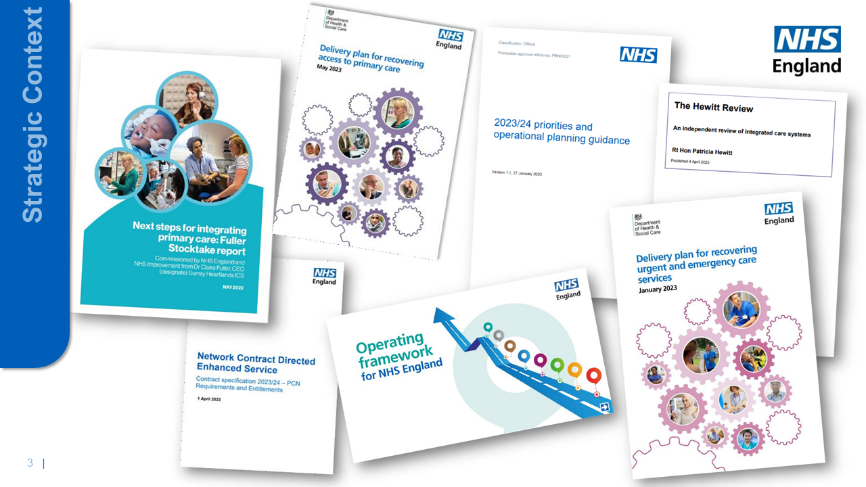 Strategic Context
NHS
England
Next steps for integrating
primary care: Fuller
Stocktake report
Commissioned by NHS England and
NHS Improvement from Dr Claire Fuller, CEO
(designate) Surrey Heartlands ICS
MAY 2022
Department
of Health &
Social Care
NHS
England
Delivery plan for recovering
access to primary care
May 2023
Classification: Official
Publication approval reference:
NHS
2023/24 priorities and
operational planning guidance
Version 1.1, 27 January 2023
The Hewitt Review
An independent review of integrated care systems
Rt Hon Patricia Hewitt
Published 4 April 2023
NHS
England
Network Contract Directed
Enhanced Service
Contract specification 2023/24 – PCN
Requirements and Entitlements
1 April 2023
NHS
England
Operating
framework
for NHS England
Department
of Health &
Social Care
NHS
England
Delivery plan for recovering
urgent and emergency care
services
January 2023
3 |